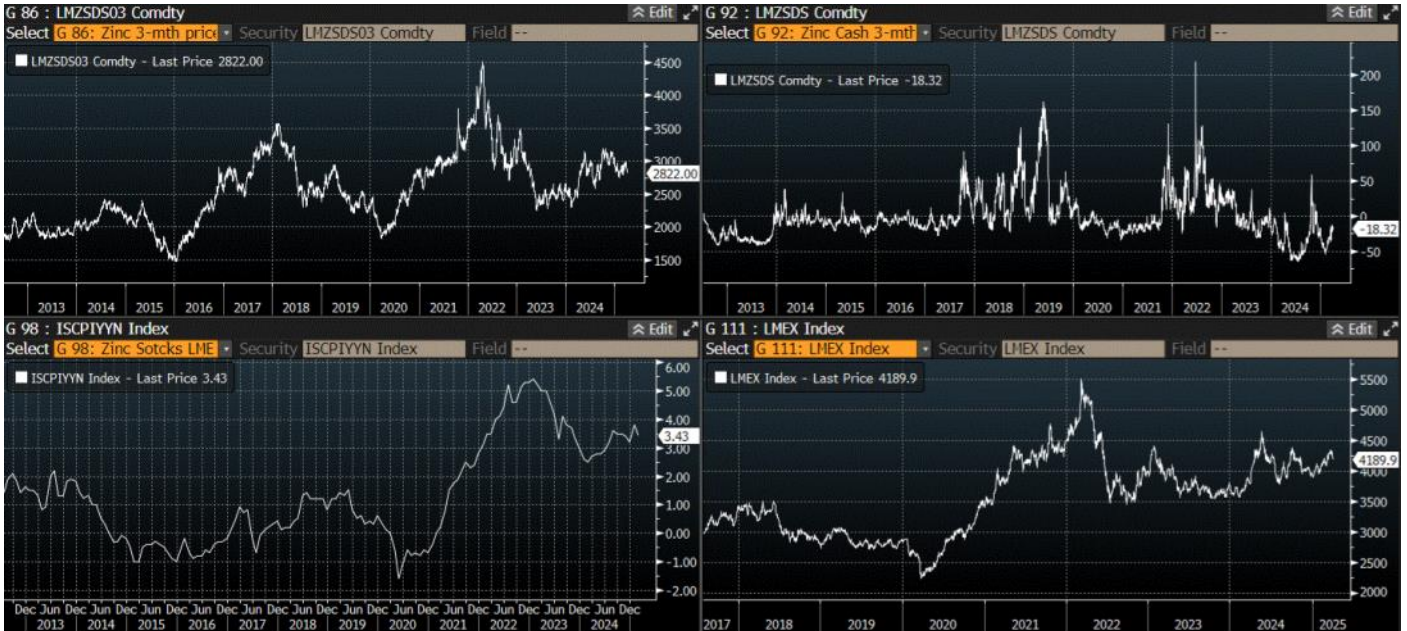 G 86 : LMZSDS03 Comdty
Edit
Select G 86: Zinc 3-mth price Security LMZSDS03 Comdty Field --
LMZSDS03 Comdty - Last Price 2822.00
4500
4000
3500
3000
2822.00
2500
2000
1500
2013 2014 2015 2016 2017 2018 2019 2020 2021 2022 2023 2024
G 92 : LMZSDS Comdty
Edit
Select G 92: Zinc Cash 3-mth Security LMZSDS Comdty Field --
LMZSDS Comdty - Last Price -18.32
200
150
100
50
0
-18.32
-50
2013 2014 2015 2016 2017 2018 2019 2020 2021 2022 2023 2024
G 98 : ISCPIYYN Index
Edit
Select G 98: Zinc Sotcks LME Security ISCPIYYN Index Field --
ISCPIYYN Index - Last Price 3.43
6.00
5.00
4.00
3.43
3.00
2.00
1.00
0.00
-1.00
-2.00
Dec Jun Dec Jun Dec Jun Dec Jun Dec Jun Dec Jun Dec Jun Dec Jun Dec Jun Dec Jun Dec Jun Dec Jun Dec
2013 2014 2015 2016 2017 2018 2019 2020 2021 2022 2023 2024
G 111 : LMEX Index
Edit
Select G 111: LMEX Index Security LMEX Index Field --
LMEX Index - Last Price 4189.9
5500
5000
4500
4189.9
4000
3500
3000
2500
2000
2017 2018 2019 2020 2021 2022 2023 2024 2025